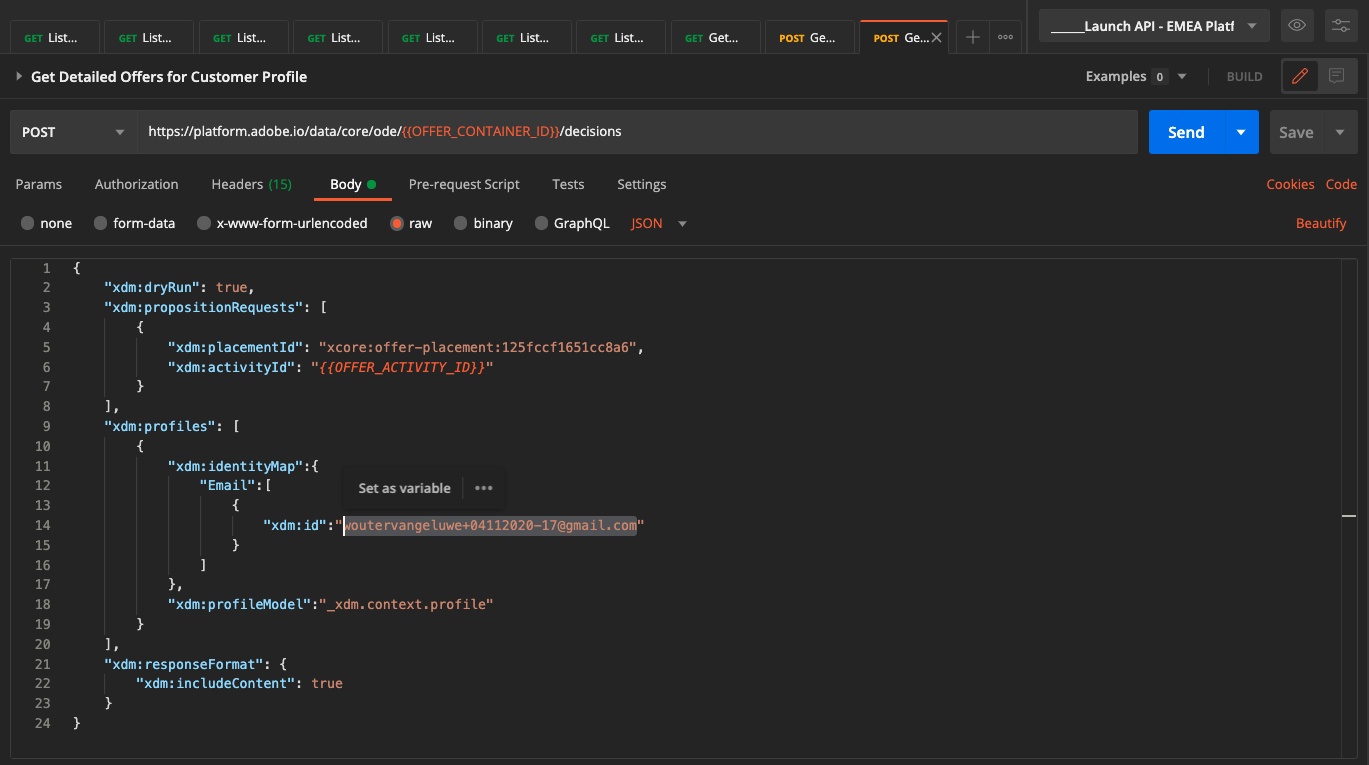 GET List... GET List... GET List... GET List... GET List... GET List... GET List... GET Get... POST Ge... POST Ge... _____Launch API - EMEA Platf
Get Detailed Offers for Customer Profile Examples 0 BUILD
POST https://platform.adobe.io/data/core/ode/{{OFFER_CONTAINER_ID}}/decisions Send Save
Params Authorization Headers (15) Body Pre-request Script Tests Settings Cookies Code
none form-data x-www-form-urlencoded raw binary GraphQL JSON Beautify
1 {
2 "xdm:dryRun": true,
3 "xdm:propositionRequests": [
4 {
5 "xdm:placementId": "xcore:offer-placement:125fccf1651cc8a6",
6 "xdm:activityId": "{{OFFER_ACTIVITY_ID}}"
7 }
8 ],
9 "xdm:profiles": [
10 {
11 "xdm:identityMap":{
12 "Email":[
Set as variable
13 {
14 "xdm:id":"woutervangeluwe+04112020-17@gmail.com"
15 }
16 ]
17 },
18 "xdm:profileModel":"_xdm.context.profile"
19 }
20 ],
21 "xdm:responseFormat": {
22 "xdm:includeContent": true
23 }
24 }